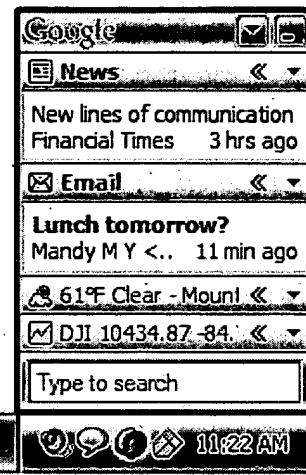 Google
News
New lines of communication
Financial Times 3 hrs ago
Email
Lunch tomorrow?
Mandy M Y <.. 11 min ago
61°F Clear - Mount
DJI 10434.87 -84.
Type to search
11:22 AM